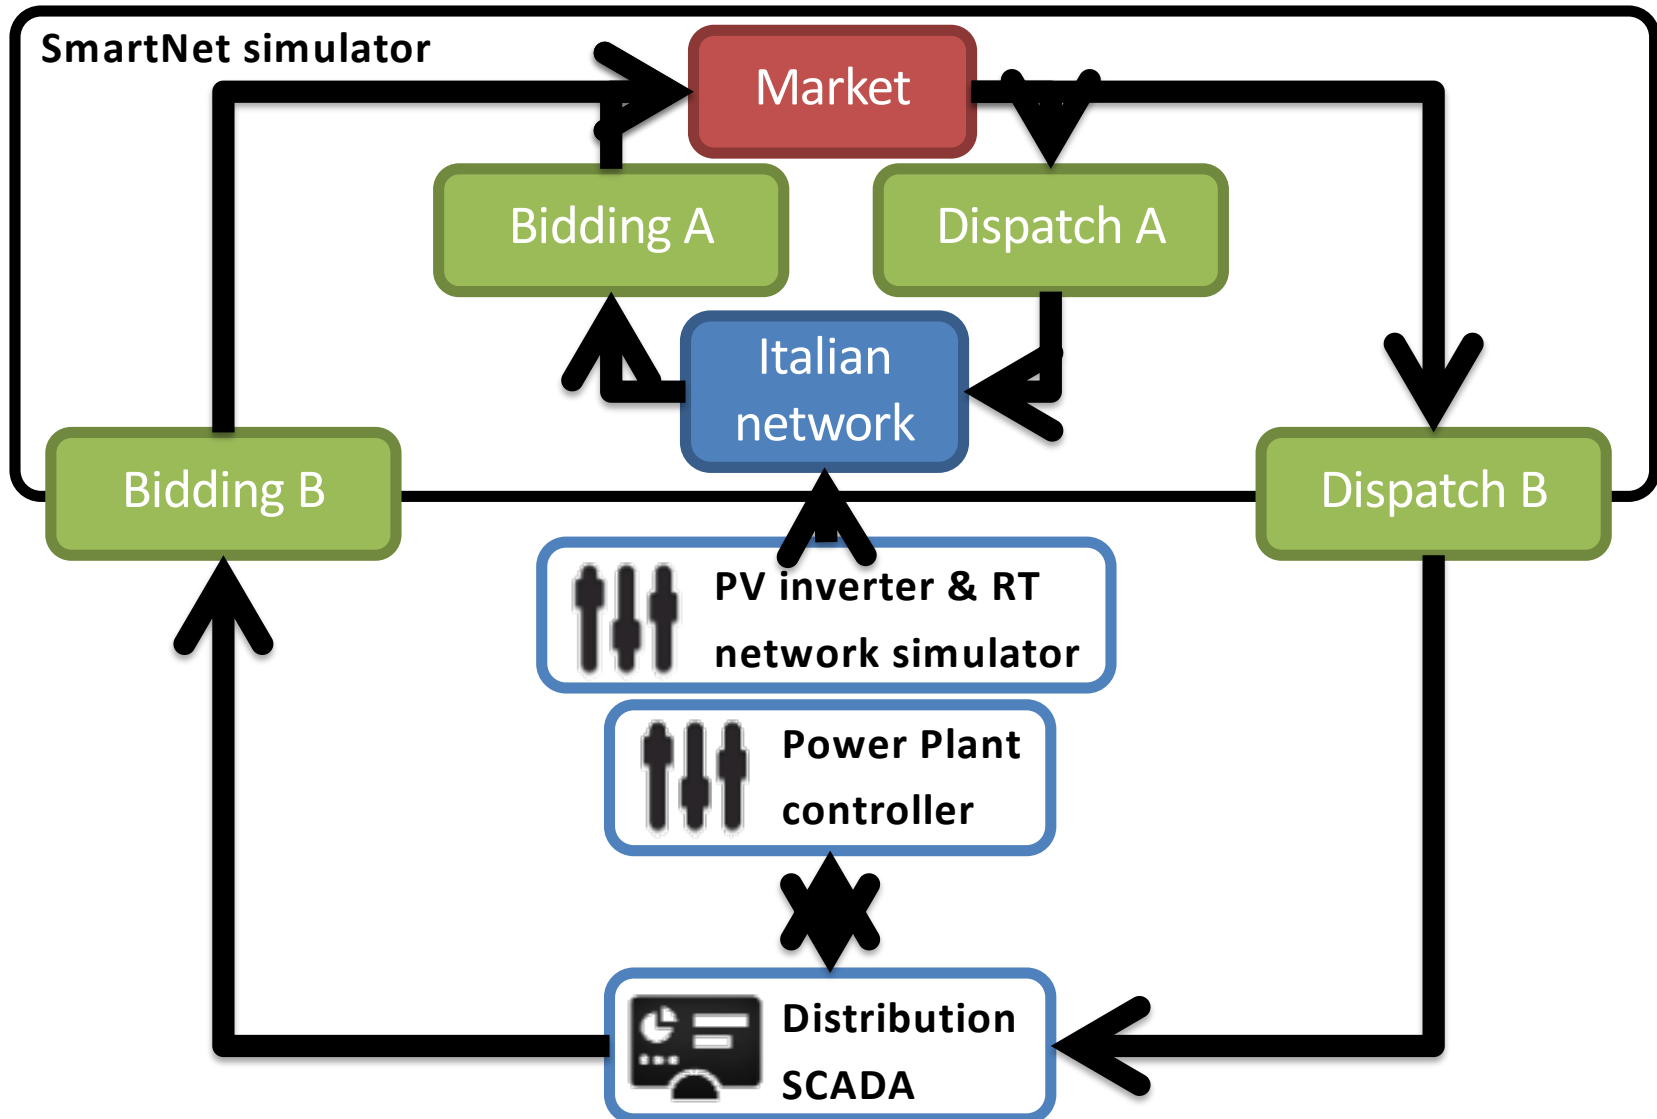 SmartNet simulator
Market
Bidding A
Dispatch A
Italian
network
Bidding B
Dispatch B
PV inverter & RT
network simulator
Power Plant
controller
Distribution
SCADA